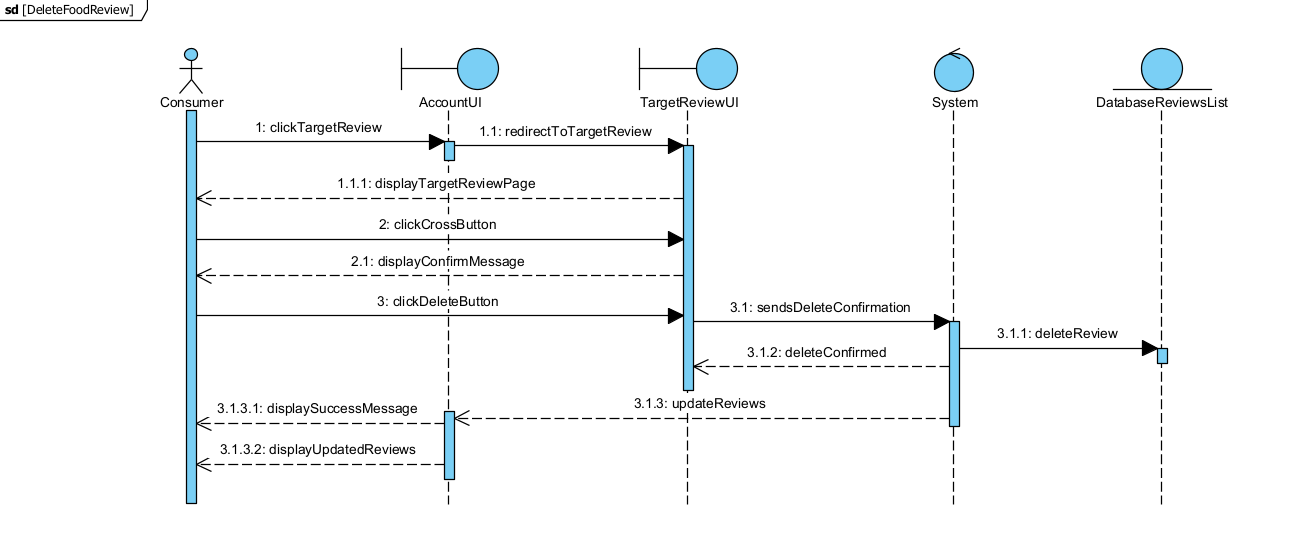 sd [DeleteFoodReview]
Consumer
AccountUI
TargetReviewUI
System
DatabaseReviewsList
1: clickTargetReview
1.1: redirectToTargetReview
1.1.1: displayTargetReviewPage
2: clickCrossButton
2.1: displayConfirmMessage
3: clickDeleteButton
3.1: sendsDeleteConfirmation
3.1.1: deleteReview
3.1.2: deleteConfirmed
3.1.3: updateReviews
3.1.3.1: displaySuccessMessage
3.1.3.2: displayUpdatedReviews